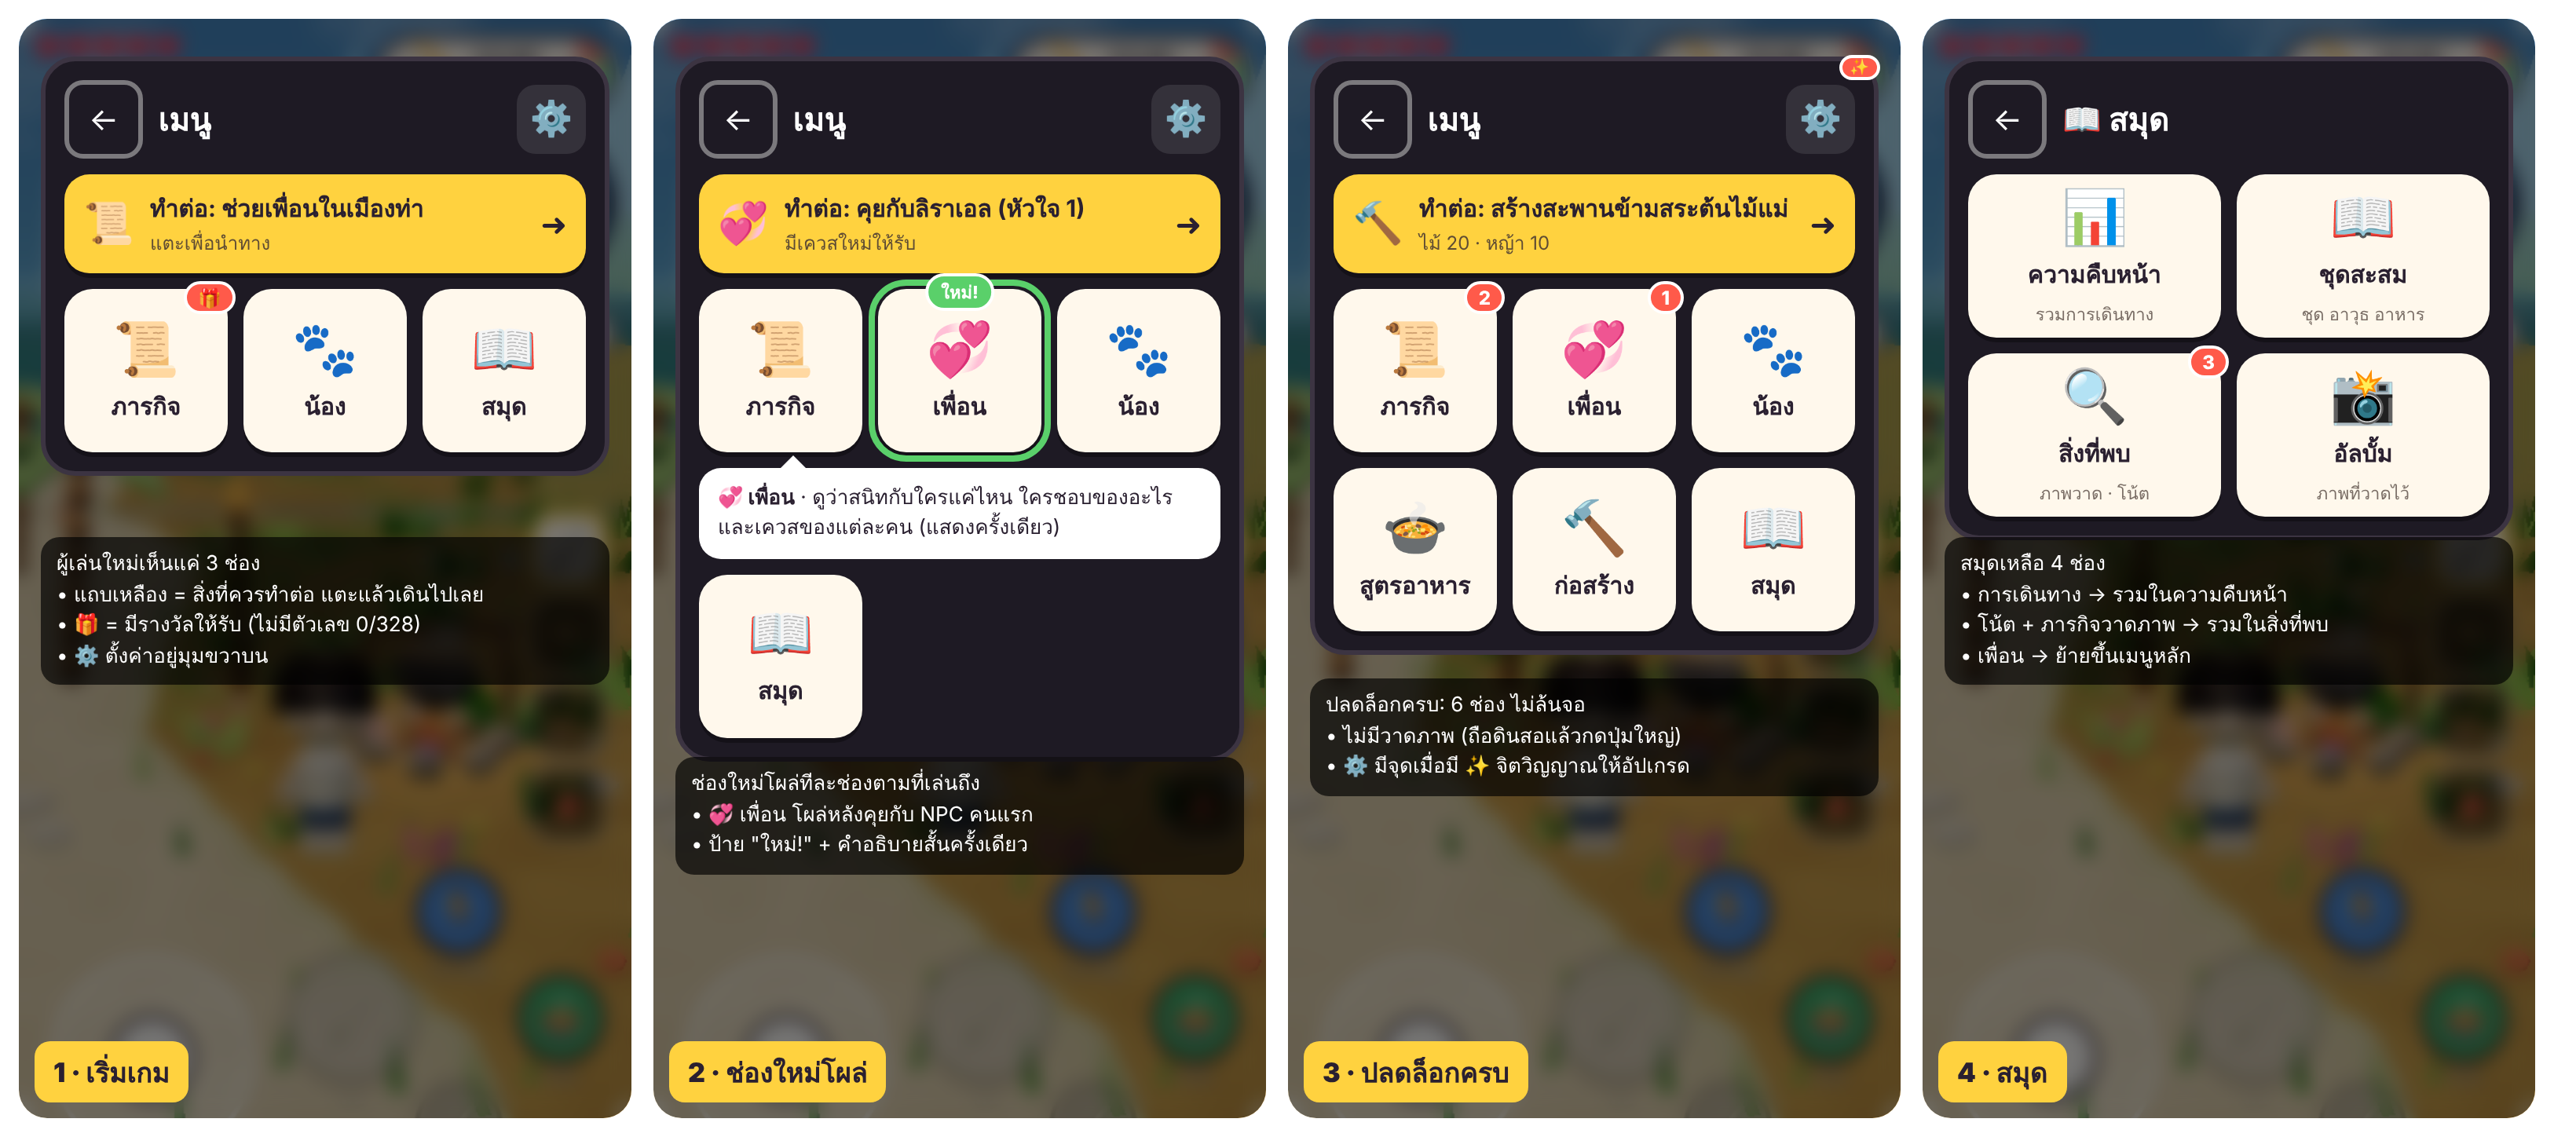 ← เมนู
ทำต่อ: ช่วยเพื่อนในเมืองท่า →
แตะเพื่อนำทาง
ภารกิจ
น้อง
สมุด
ผู้เล่นใหม่เห็นแค่ 3 ช่อง
• แถบเหลือง = สิ่งที่ควรทำต่อ แตะแล้วเดินไปเลย
• 🎁 = มีรางวัลให้รับ (ไม่มีตัวเลข 0/328)
• ⚙️ ตั้งค่าอยู่มุมขวาบน
1 · เริ่มเกม
← เมนู
ทำต่อ: คุยกับลิราเอล (หัวใจ 1) →
มีเควสใหม่ให้รับ
ใหม่!
ภารกิจ
เพื่อน
น้อง
💞 เพื่อน · ดูว่าสนิทกับใครแค่ไหน ใครชอบของอะไร
และเควสของแต่ละคน (แสดงครั้งเดียว)
สมุด
ช่องใหม่โผล่ทีละช่องตามที่เล่นถึง
• 💞 เพื่อน โผล่หลังคุยกับ NPC คนแรก
• ป้าย "ใหม่!" + คำอธิบายสั้นครั้งเดียว
2 · ช่องใหม่โผล่
← เมนู
ทำต่อ: สร้างสะพานข้ามสระต้นไม้แม่ →
ไม้ 20 · หญ้า 10
2
1
ภารกิจ
เพื่อน
น้อง
สูตรอาหาร
ก่อสร้าง
สมุด
ปลดล็อกครบ: 6 ช่อง ไม่ล้นจอ
• ไม่มีวาดภาพ (ถือดินสอแล้วกดปุ่มใหญ่)
• ⚙️ มีจุดเมื่อมี ✨ จิตวิญญาณให้อัปเกรด
3 · ปลดล็อกครบ
← 📖 สมุด
ความคืบหน้า
รวมการเดินทาง
ชุดสะสม
ชุด อาวุธ อาหาร
3
สิ่งที่พบ
ภาพวาด · โน้ต
อัลบั้ม
ภาพที่วาดไว้
สมุดเหลือ 4 ช่อง
• การเดินทาง → รวมในความคืบหน้า
• โน้ต + ภารกิจวาดภาพ → รวมในสิ่งที่พบ
• เพื่อน → ย้ายขึ้นเมนูหลัก
4 · สมุด